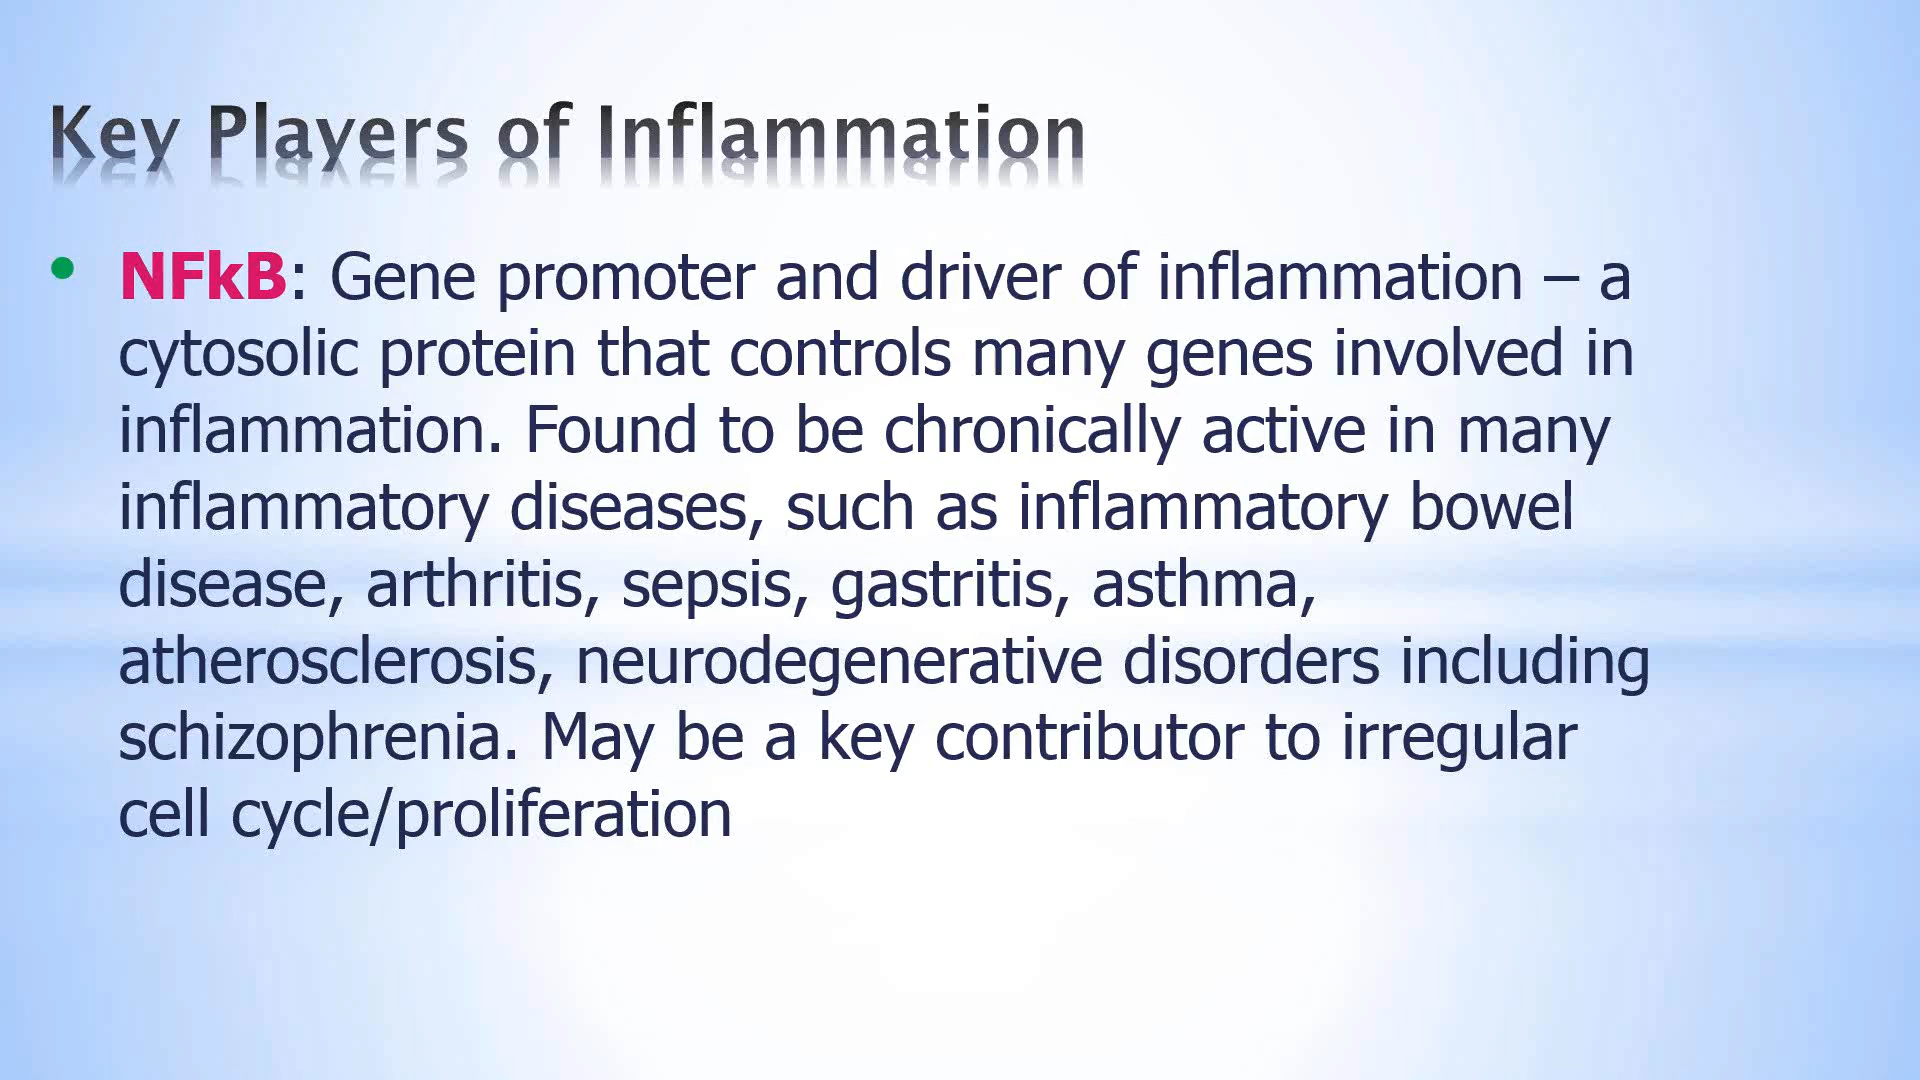 Key Players of Inflammation
• NFkB: Gene promoter and driver of inflammation – a
cytosolic protein that controls many genes involved in
inflammation. Found to be chronically active in many
inflammatory diseases, such as inflammatory bowel
disease, arthritis, sepsis, gastritis, asthma,
atherosclerosis, neurodegenerative disorders including
schizophrenia. May be a key contributor to irregular
cell cycle/proliferation